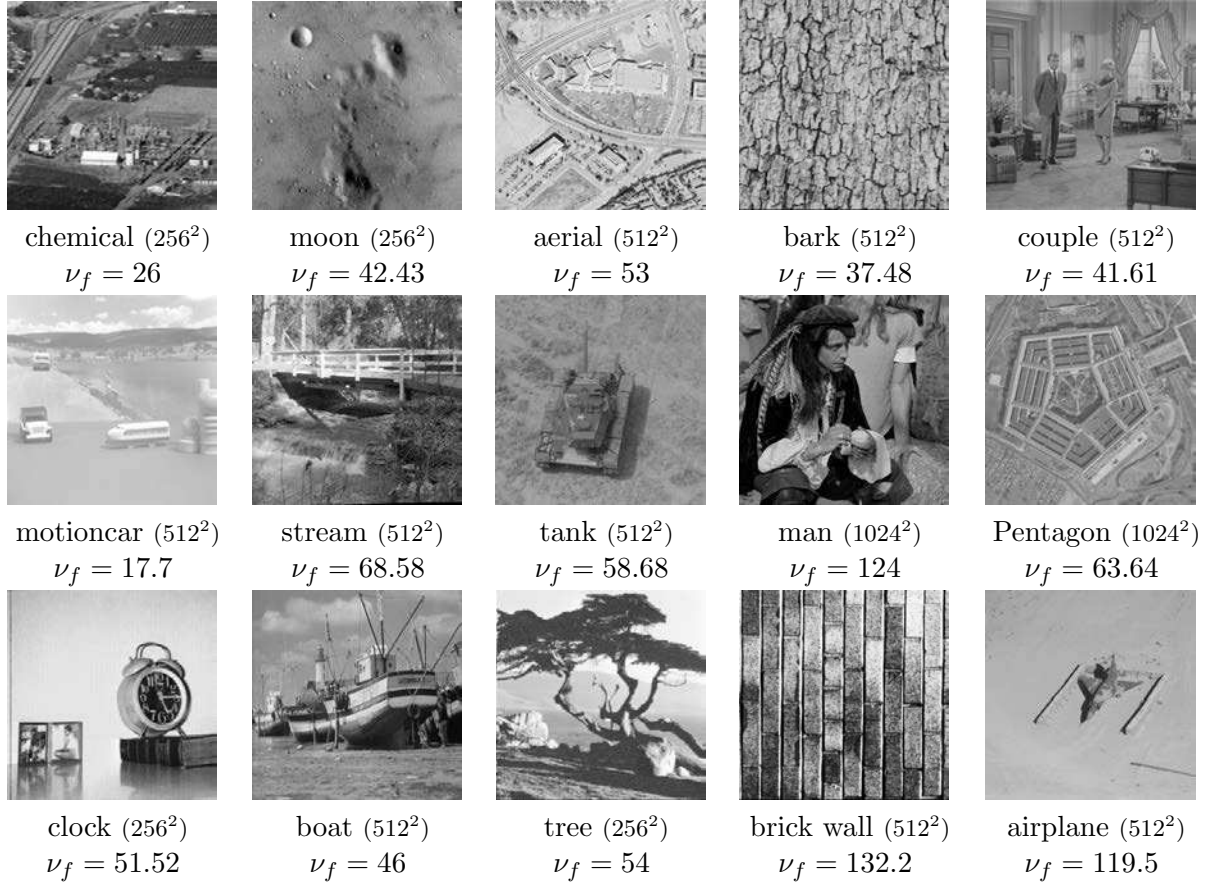 chemical (256²) moon (256²) aerial (512²) bark (512²) couple (512²)
ν_f = 26 ν_f = 42.43 ν_f = 53 ν_f = 37.48 ν_f = 41.61
motioncar (512²) stream (512²) tank (512²) man (1024²) Pentagon (1024²)
ν_f = 17.7 ν_f = 68.58 ν_f = 58.68 ν_f = 124 ν_f = 63.64
clock (256²) boat (512²) tree (256²) brick wall (512²) airplane (512²)
ν_f = 51.52 ν_f = 46 ν_f = 54 ν_f = 132.2 ν_f = 119.5